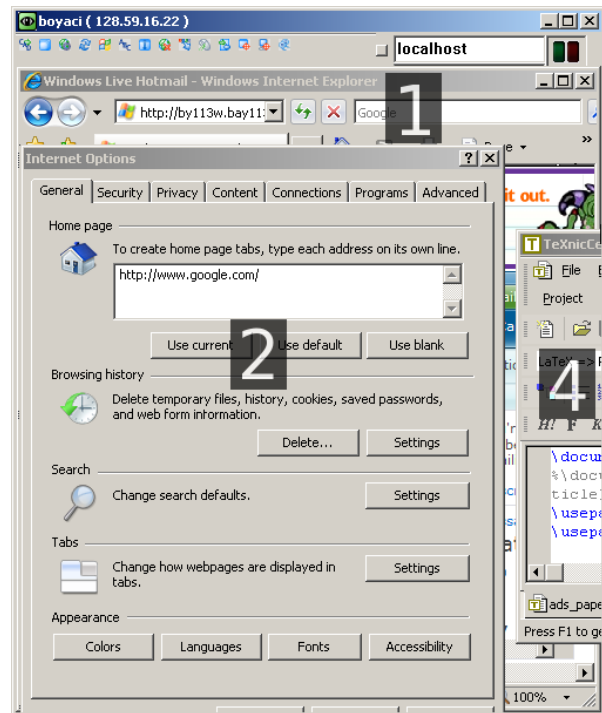 boyaci ( 128.59.16.22 )
localhost
Windows Live Hotmail - Windows Internet Explorer
1
http://by113w.bay11
Google
Internet Options
General Security Privacy Content Connections Programs Advanced
it out.
Home page
To create home page tabs, type each address on its own line.
http://www.google.com/
TeXnicCe
File
Project
Use current Use default Use blank
2
LaTeX => P
4
Browsing history
Delete temporary files, history, cookies, saved passwords,
and web form information.
H! F K
Delete... Settings
\docum
%\docu
ticle}
\usepa
\usepa
Search
Change search defaults.
Settings
Tabs
Change how webpages are displayed in
tabs.
Settings
ads_pape
Appearance
Press F1 to ge
Colors Languages Fonts Accessibility
100%